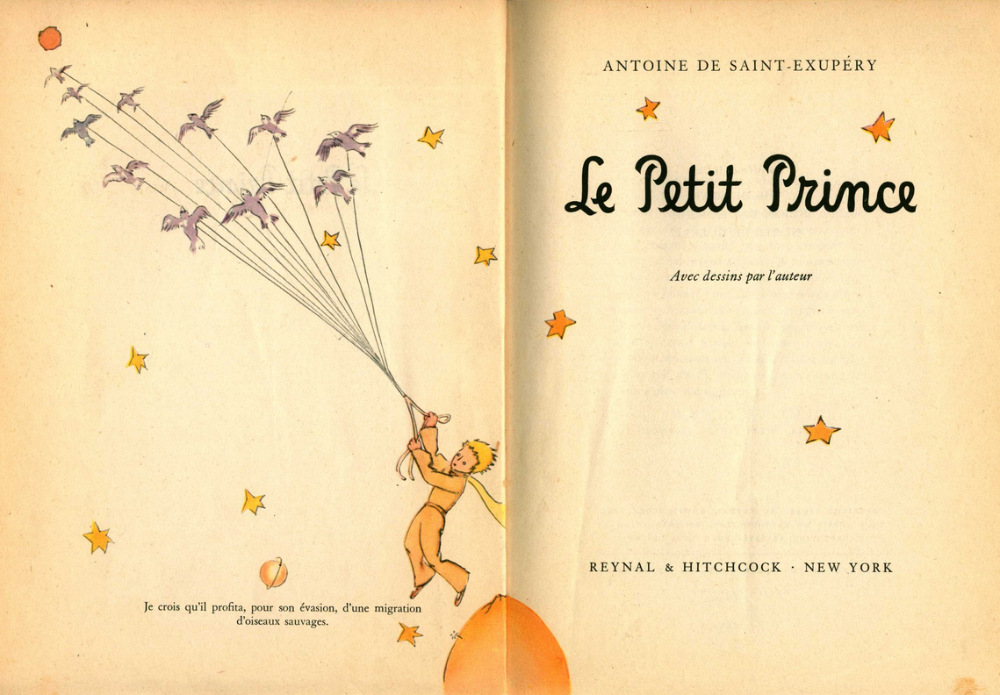 Je crois qu'il profita, pour son évasion, d'une migration
d'oiseaux sauvages.
ANTOINE DE SAINT-EXUPÉRY
Le Petit Prince
Avec dessins par l'auteur
REYNAL & HITCHCOCK · NEW YORK